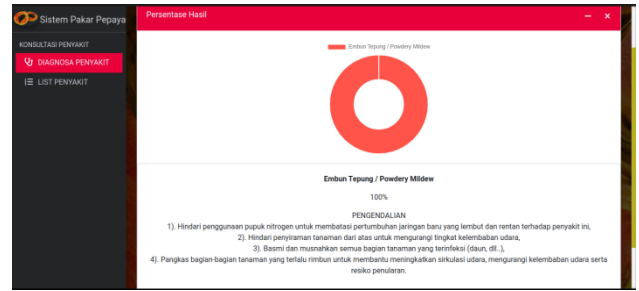 Sistem Pakar Pepaya
Persentase Hasil
KONSULTASI PENYAKIT
DIAGNOSA PENYAKIT
LIST PENYAKIT
Embun Tepung / Powdery Mildew
Embun Tepung / Powdery Mildew
100%
PENGENDALIAN
1). Hindari penggunaan pupuk nitrogen untuk membatasi pertumbuhan jaringan baru yang lembut dan rentan terhadap penyakit ini,
2). Hindari penyiraman tanaman dari atas untuk mengurangi tingkat kelembaban udara,
3). Basmi dan musnahkan semua bagian tanaman yang terinfeksi (daun, dll..),
4). Pangkas bagian-bagian tanaman yang terlalu rimbun untuk membantu meningkatkan sirkulasi udara, mengurangi kelembaban udara serta
resiko penularan.